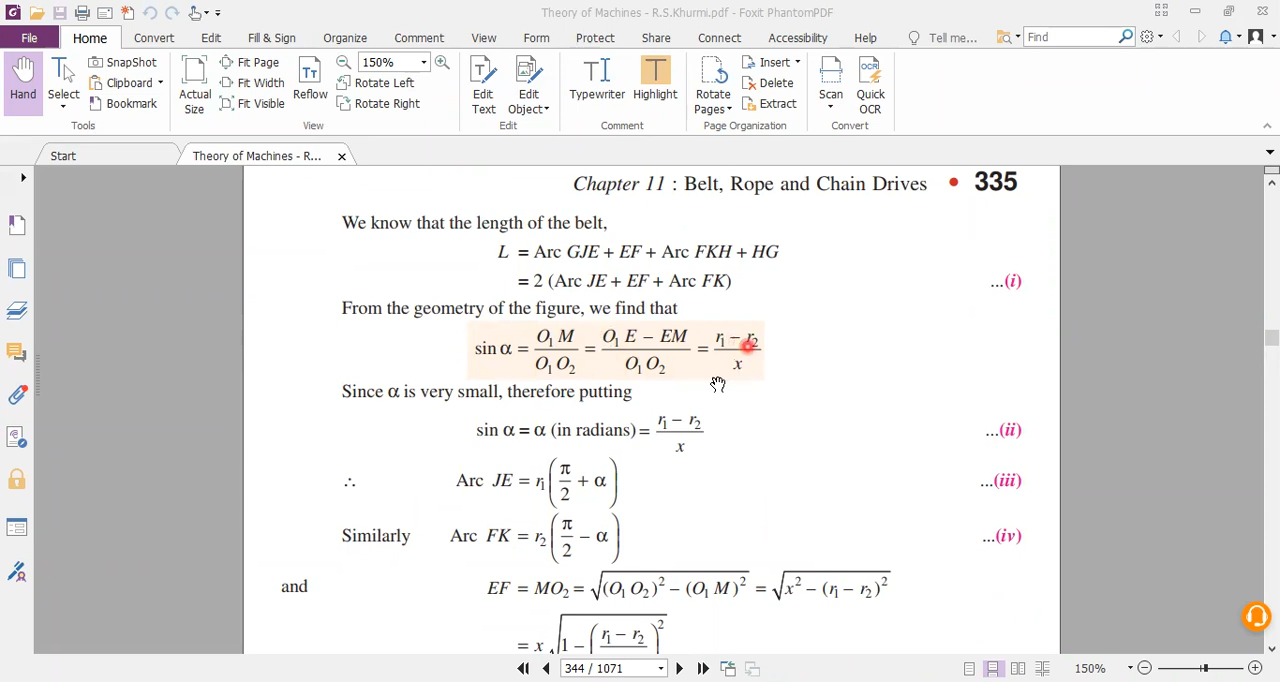 Theory of Machines - R.S.Khurmi.pdf - Foxit PhantomPDF
File Home Convert Edit Fill & Sign Organize Comment View Form Protect Share Connect Accessibility Help Tell me... Find
Hand
Select
SnapShot
Clipboard
Bookmark
Tools
Actual Size
Fit Page
Fit Width
Fit Visible
Reflow
150%
Rotate Left
Rotate Right
View
Edit Text
Edit Object
Edit
Typewriter
Highlight
Comment
Rotate Pages
Insert
Delete
Extract
Page Organization
Scan
Quick OCR
Convert
Start
Theory of Machines - R...
Chapter 11 : Belt, Rope and Chain Drives • 335
We know that the length of the belt,
L = Arc GJE + EF + Arc FKH + HG
= 2 (Arc JE + EF + Arc FK) ...(i)
From the geometry of the figure, we find that
sin α = O₁ M / O₁ O₂ = O₁ E − EM / O₁ O₂ = r₁ − r₂ / x
Since α is very small, therefore putting
sin α = α (in radians) = r₁ − r₂ / x ...(ii)
∴ Arc JE = r₁ (π/2 + α) ...(iii)
Similarly Arc FK = r₂ (π/2 − α) ...(iv)
and EF = MO₂ = √(O₁ O₂)² − (O₁ M)² = √x² − (r₁ − r₂)²
= x √1 − (r₁ − r₂)²
344 / 1071
150%